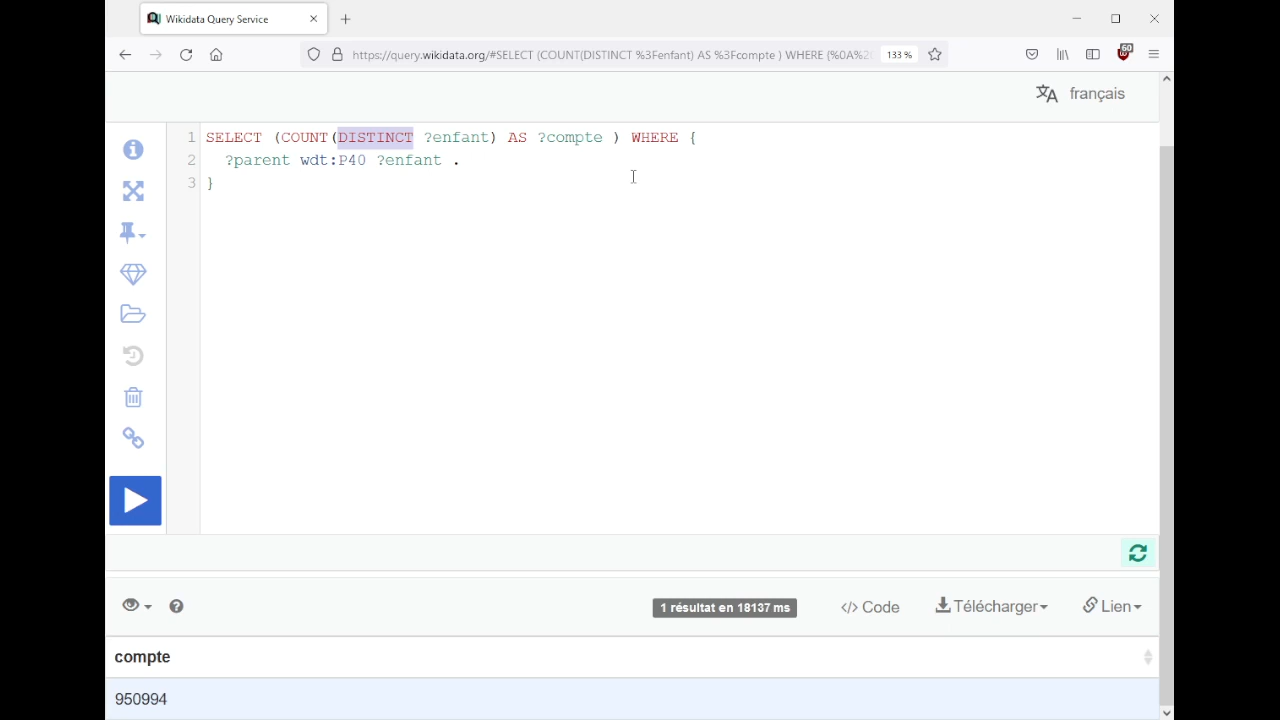 Wikidata Query Service
https://query.wikidata.org/#SELECT (COUNT(DISTINCT %3Fenfant) AS %3Fcompte ) WHERE {%0A%2
133 %
60
français
1 SELECT (COUNT(DISTINCT ?enfant) AS ?compte ) WHERE {
2 ?parent wdt:P40 ?enfant .
3 }
1 résultat en 18137 ms
</> Code
Télécharger
Lien
compte
950994